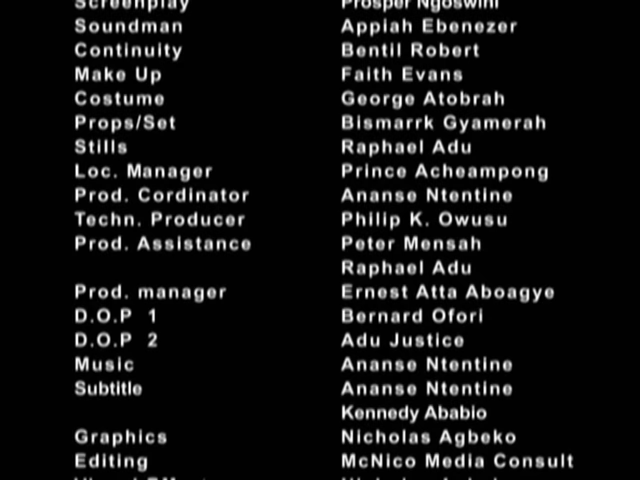 Screenplay Prosper Ngoswini
Soundman Appiah Ebenezer
Continuity Bentil Robert
Make Up Faith Evans
Costume George Atobrah
Props/Set Bismarrk Gyamerah
Stills Raphael Adu
Loc. Manager Prince Acheampong
Prod. Cordinator Ananse Ntentine
Techn. Producer Philip K. Owusu
Prod. Assistance Peter Mensah
Raphael Adu
Prod. manager Ernest Atta Aboagye
D.O.P 1 Bernard Ofori
D.O.P 2 Adu Justice
Music Ananse Ntentine
Subtitle Ananse Ntentine
Kennedy Ababio
Graphics Nicholas Agbeko
Editing McNico Media Consult